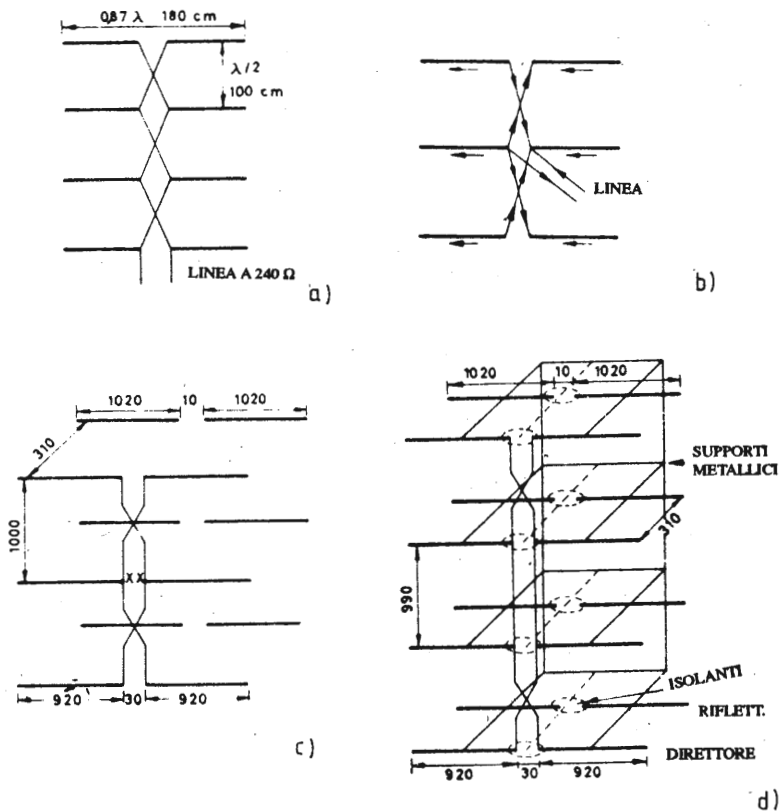 0,87 λ 180 cm
λ/2
100 cm
LINEA A 240 Ω
a)
LINEA
b)
1020 10 1020
310
1000
920 30 920
c)
1020 10 1020
SUPPORTI
METALLICI
310
990
ISOLANTI
RIFLETT.
DIRETTORE
920 30 920
d)